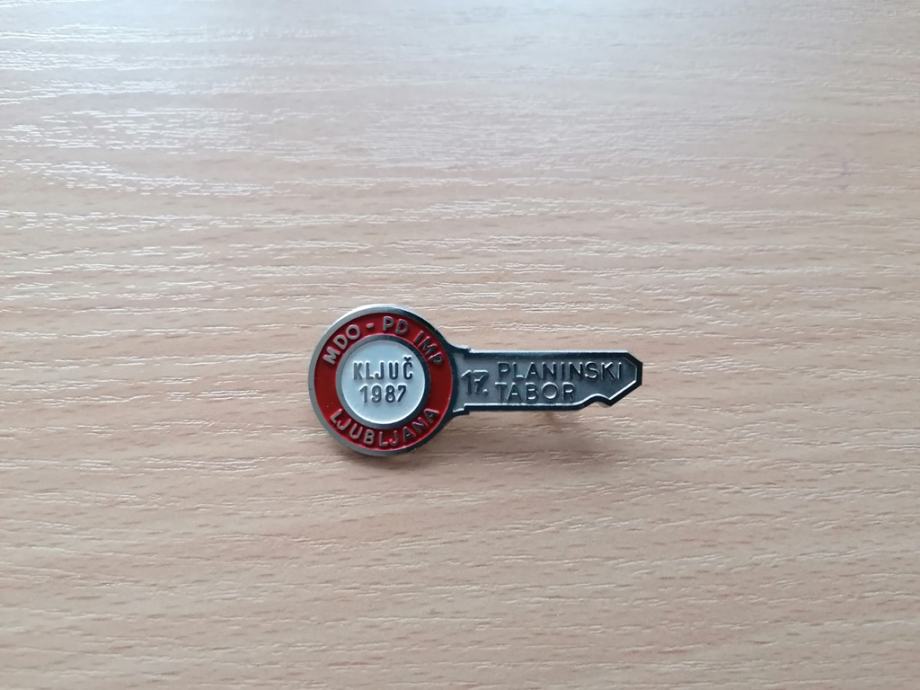 MDO - PD IMP
KLJUČ
1987
LJUBLJANA
17. PLANINSKI
TABOR